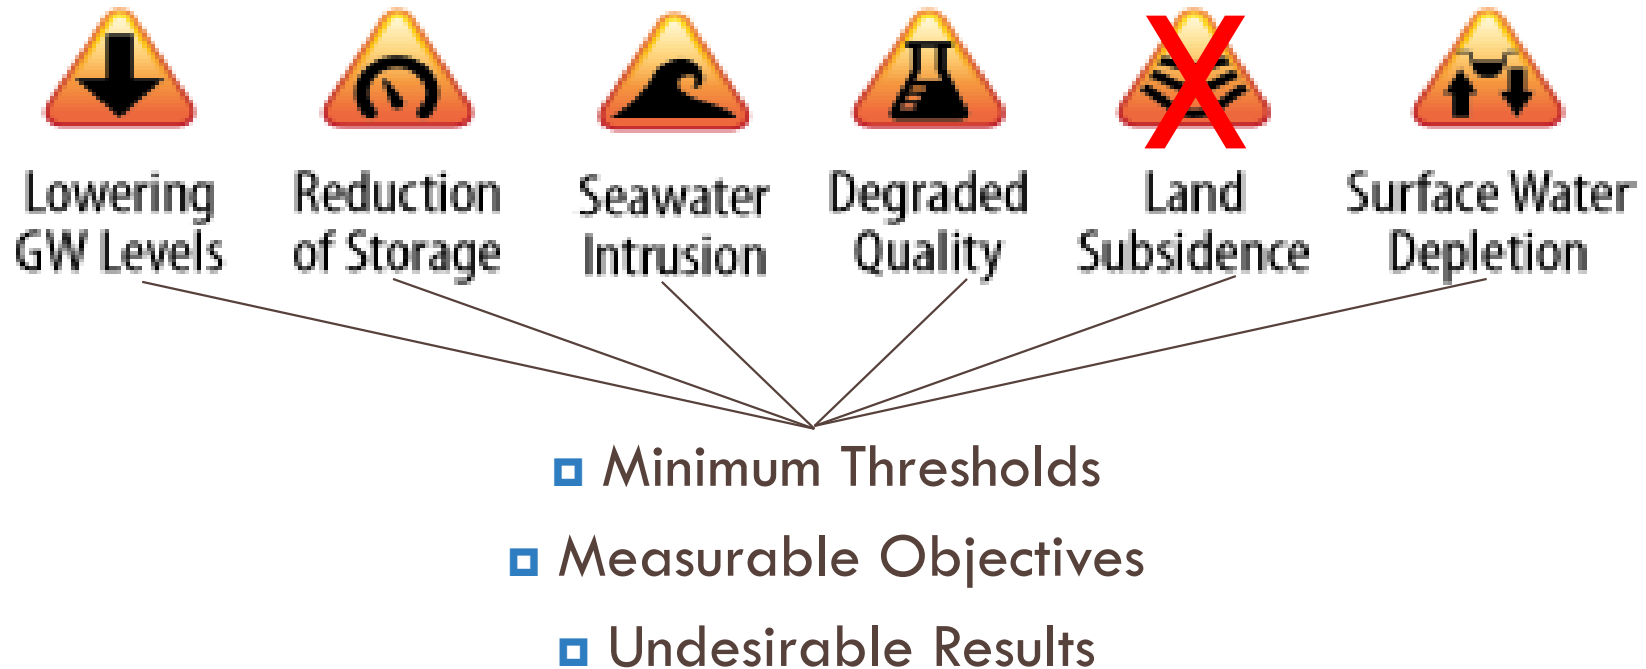 Lowering
GW Levels
Reduction
of Storage
Seawater
Intrusion
Degraded
Quality
X
Land
Subsidence
Surface Water
Depletion
Minimum Thresholds
Measurable Objectives
Undesirable Results